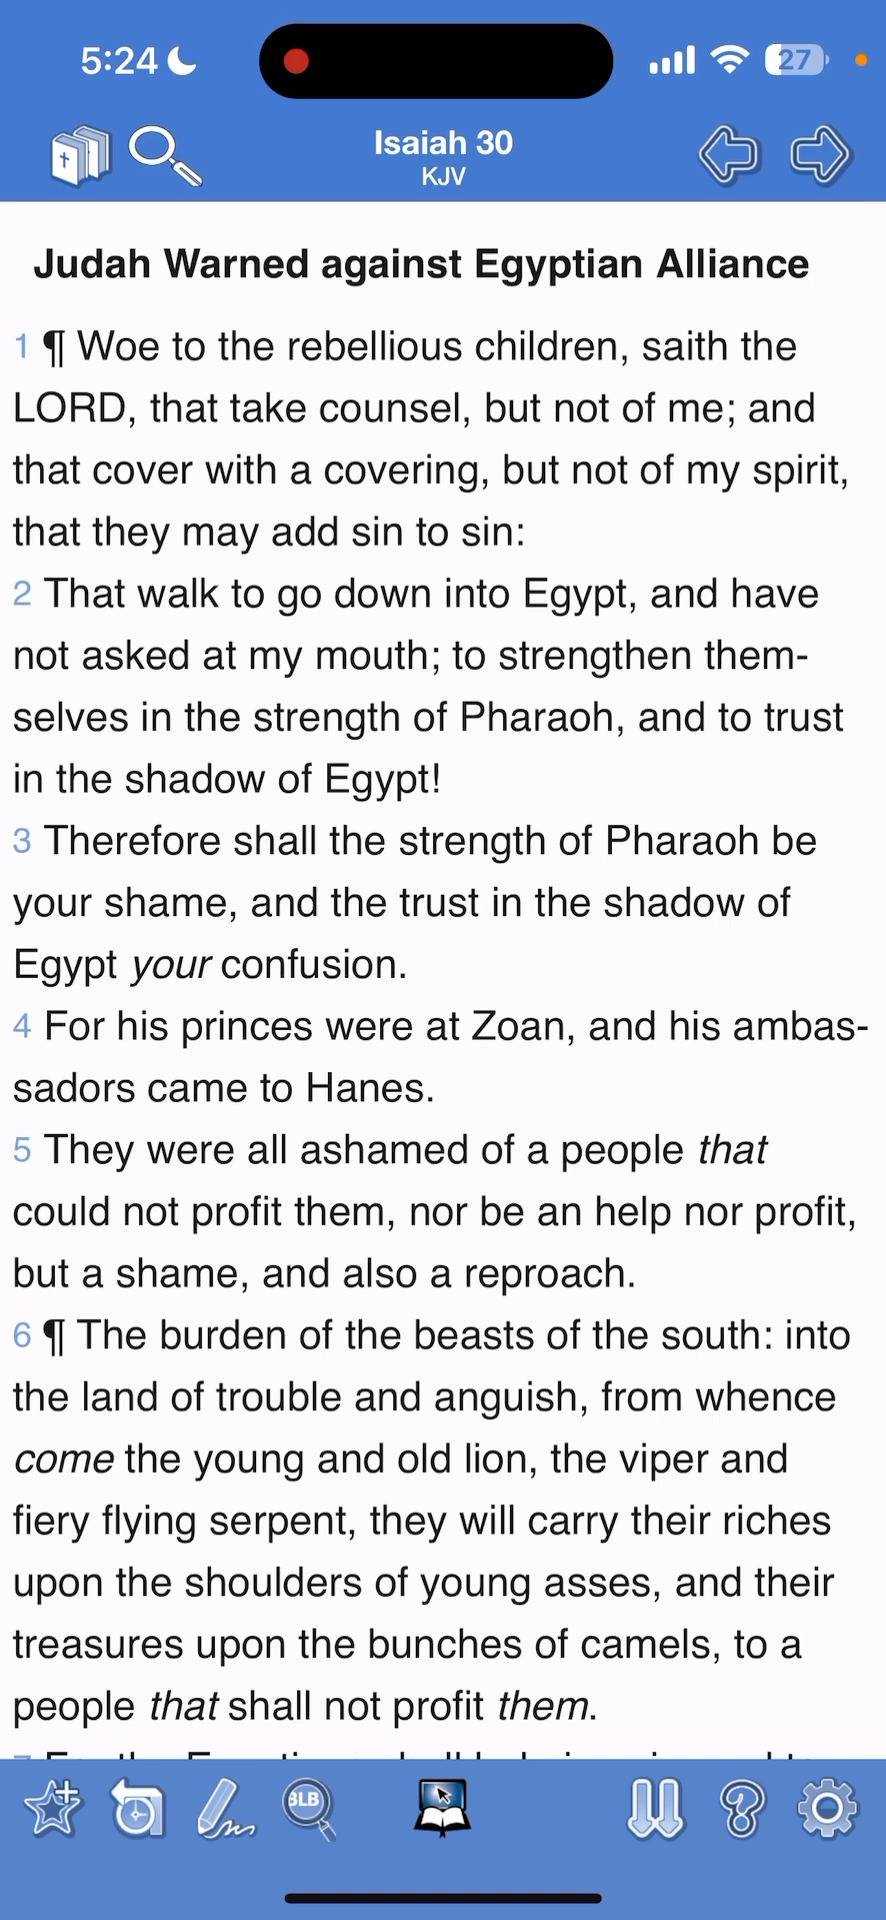 5:24
27
Isaiah 30
KJV
Judah Warned against Egyptian Alliance
1 ¶ Woe to the rebellious children, saith the
LORD, that take counsel, but not of me; and
that cover with a covering, but not of my spirit,
that they may add sin to sin:
2 That walk to go down into Egypt, and have
not asked at my mouth; to strengthen them-
selves in the strength of Pharaoh, and to trust
in the shadow of Egypt!
3 Therefore shall the strength of Pharaoh be
your shame, and the trust in the shadow of
Egypt your confusion.
4 For his princes were at Zoan, and his ambas-
sadors came to Hanes.
5 They were all ashamed of a people that
could not profit them, nor be an help nor profit,
but a shame, and also a reproach.
6 ¶ The burden of the beasts of the south: into
the land of trouble and anguish, from whence
come the young and old lion, the viper and
fiery flying serpent, they will carry their riches
upon the shoulders of young asses, and their
treasures upon the bunches of camels, to a
people that shall not profit them.
BLB